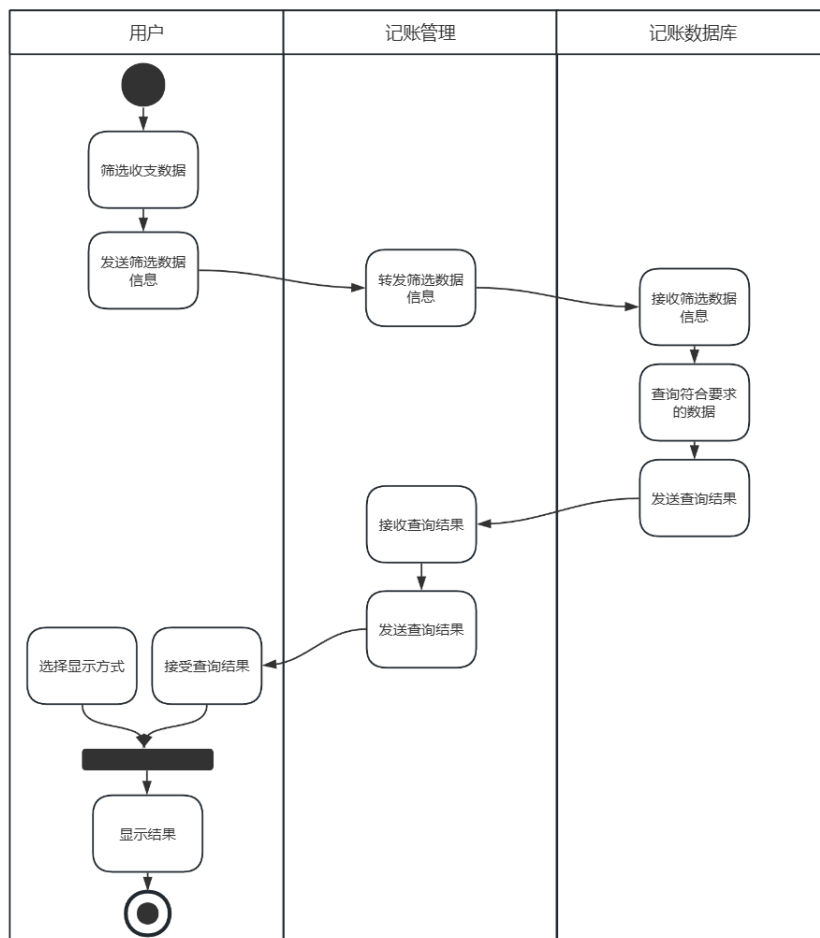 用户
记账管理
记账数据库
筛选收支数据
发送筛选数据
信息
转发筛选数据
信息
接收筛选数据
信息
查询符合要求
的数据
发送查询结果
接收查询结果
发送查询结果
选择显示方式
接受查询结果
显示结果